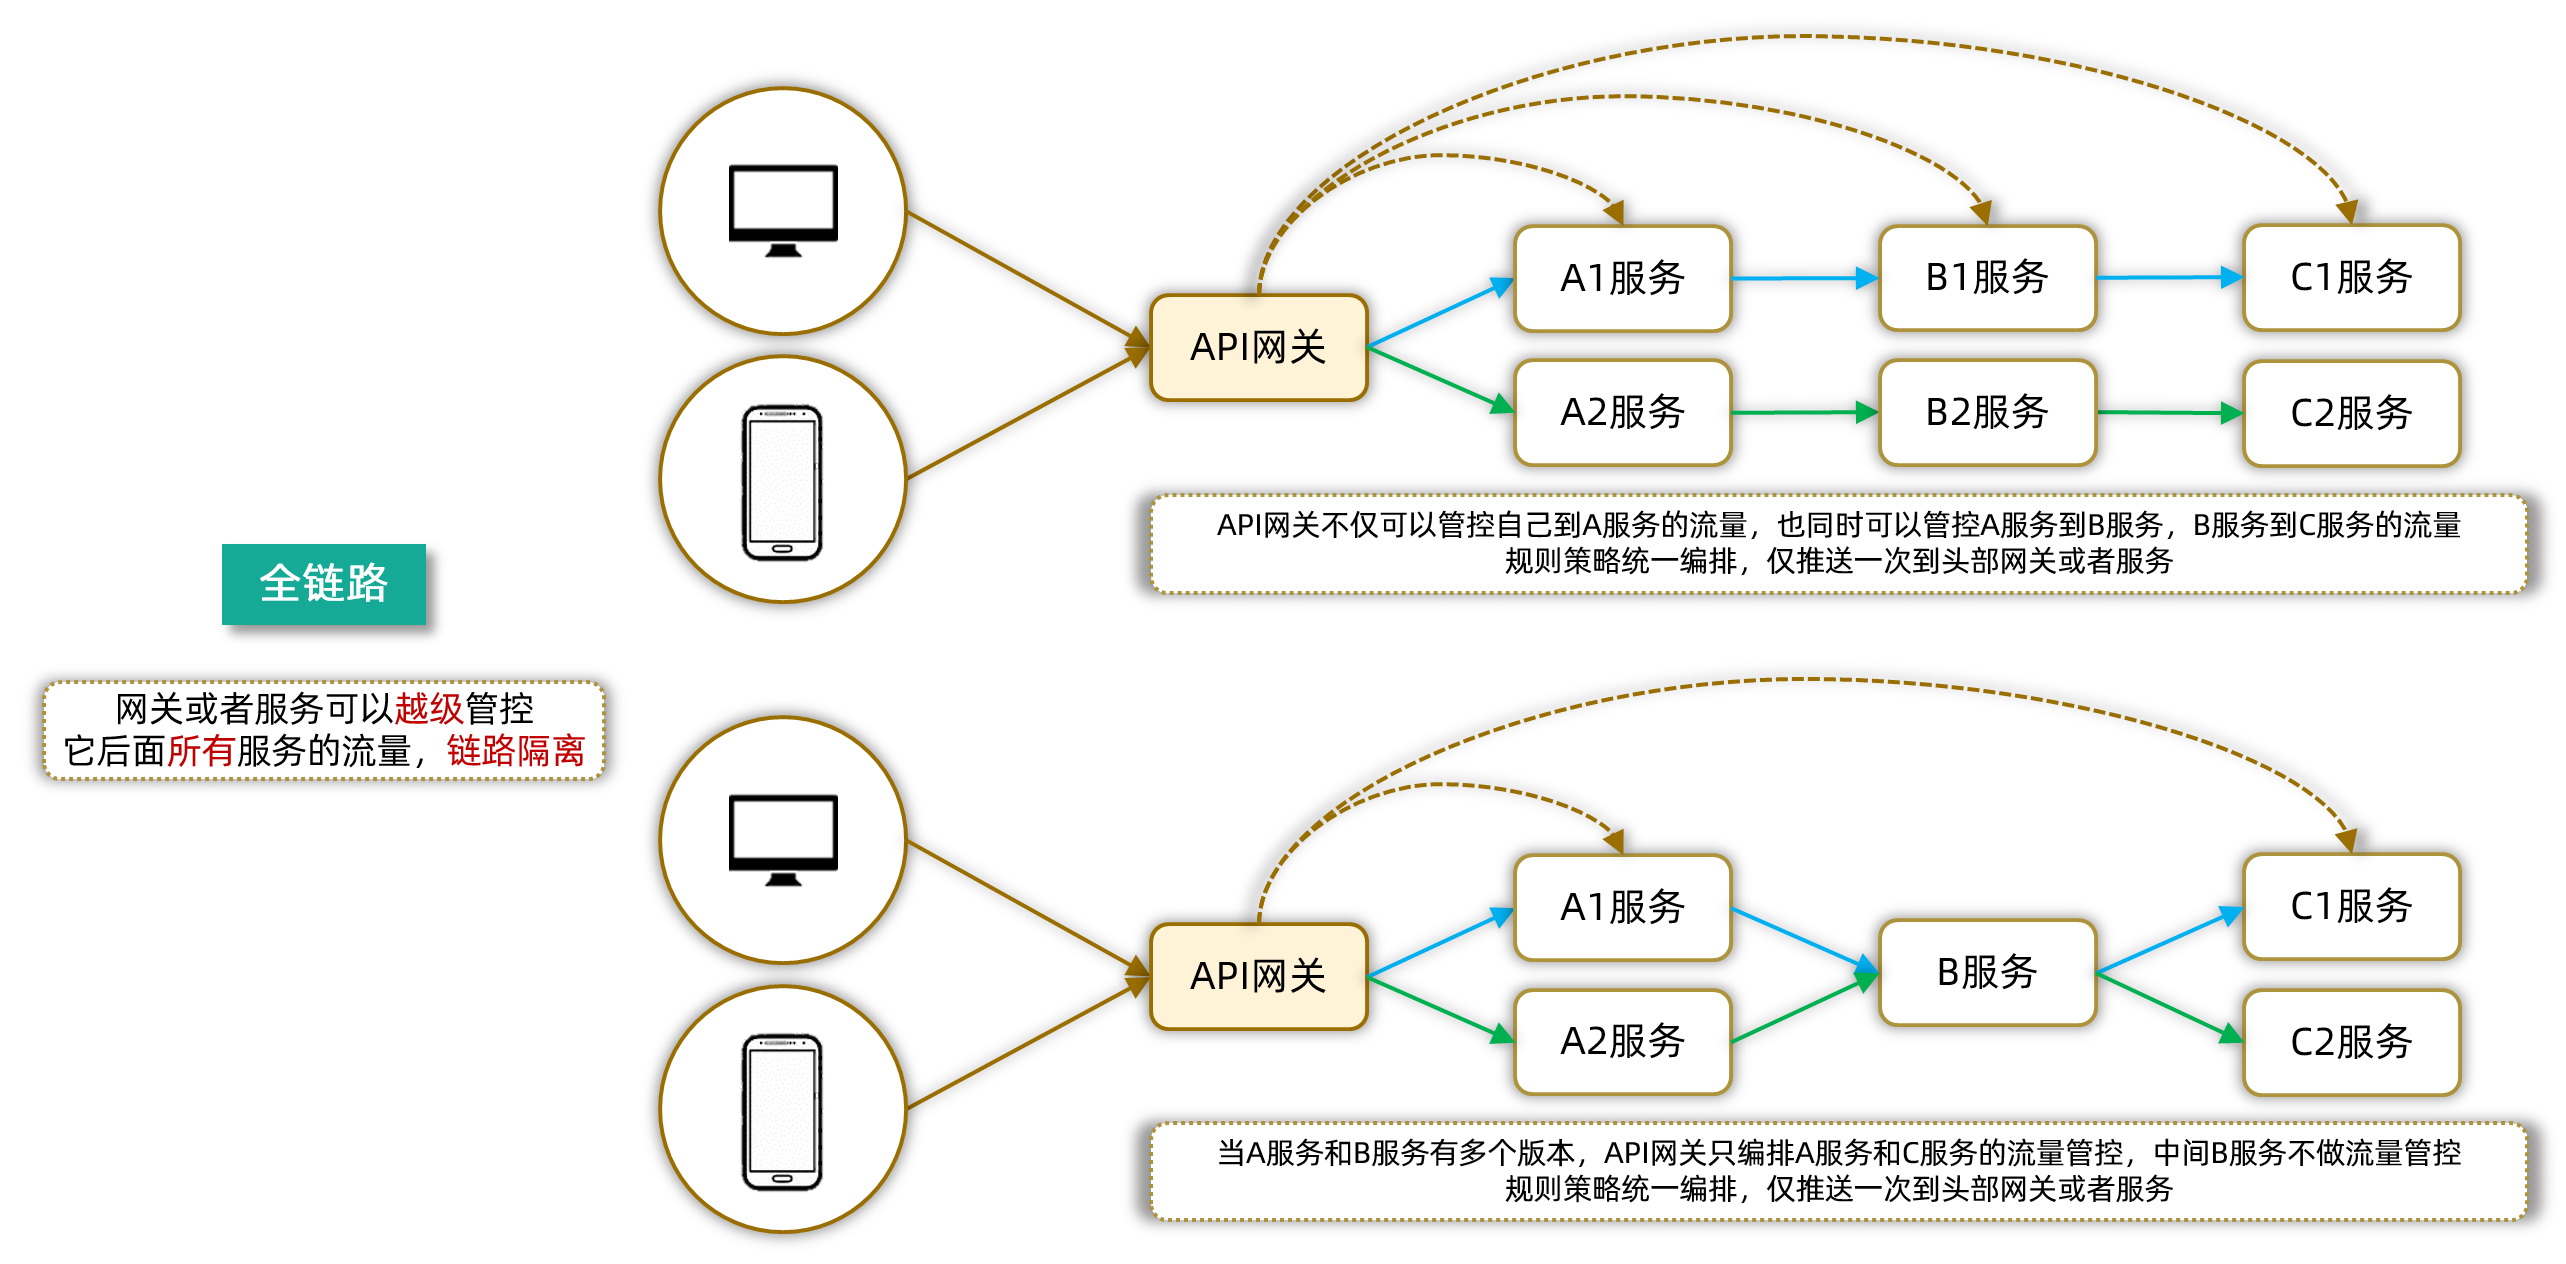 API网关
A1服务
B1服务
C1服务
A2服务
B2服务
C2服务
API网关不仅可以管控自己到A服务的流量，也同时可以管控A服务到B服务，B服务到C服务的流量
规则策略统一编排，仅推送一次到头部网关或者服务
全链路
网关或者服务可以越级管控
它后面所有服务的流量，链路隔离
API网关
A1服务
B服务
C1服务
A2服务
C2服务
当A服务和B服务有多个版本，API网关只编排A服务和C服务的流量管控，中间B服务不做流量管控
规则策略统一编排，仅推送一次到头部网关或者服务